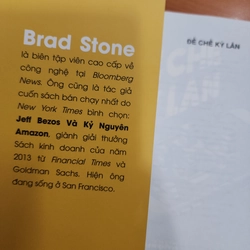 Brad Stone
là biên tập viên cao cấp về
công nghệ tại Bloomberg
News. Ông cũng là tác giả
cuốn sách bán chạy nhất do
New York Times bình chọn:
Jeff Bezos Và Kỷ Nguyên
Amazon, giành giải thưởng
Sách kinh doanh của năm
2013 từ Financial Times và
Goldman Sachs. Hiện ông
đang sống ở San Francisco.
ĐẾ CHẾ KỲ LÂN